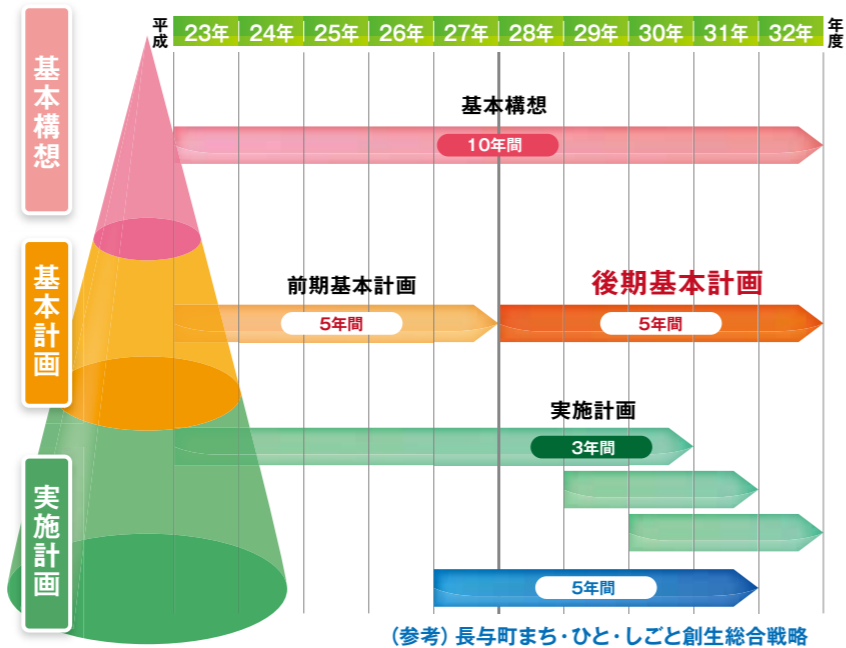 平成 23年 24年 25年 26年 27年 28年 29年 30年 31年 32年 年度
基本構想
基本構想
10年間
基本計画
前期基本計画
5年間
後期基本計画
5年間
実施計画
実施計画
3年間
5年間
(参考)長与町まち・ひと・しごと創生総合戦略